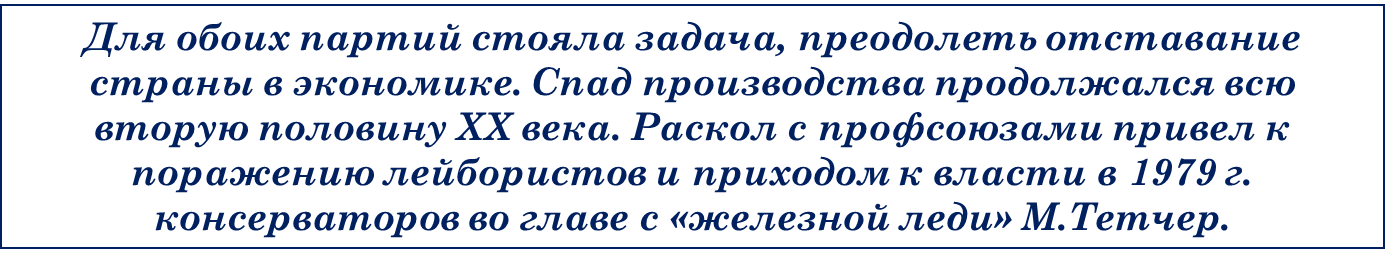 Для обоих партий стояла задача, преодолеть отставание
страны в экономике. Спад производства продолжался всю
вторую половину XX века. Раскол с профсоюзами привел к
поражению лейбористов и приходом к власти в 1979 г.
консерваторов во главе с «железной леди» М.Тетчер.